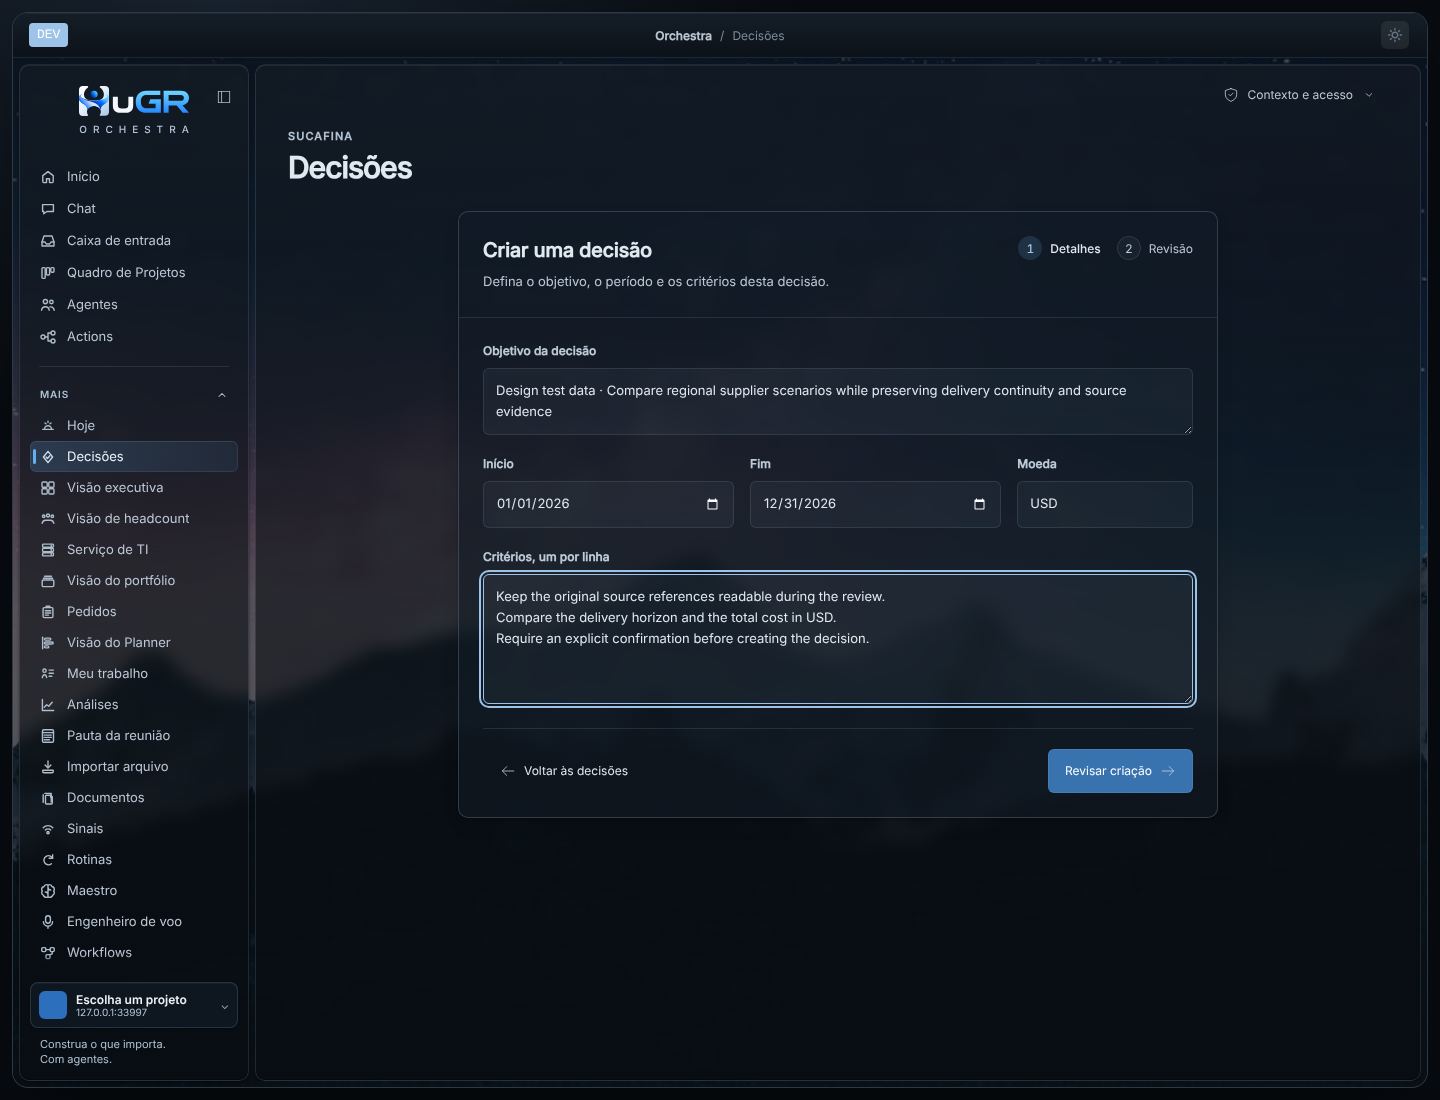 DEV
Orchestra / Decisões
HuGR
ORCHESTRA
Início
Chat
Caixa de entrada
Quadro de Projetos
Agentes
Actions
MAIS
Hoje
Decisões
Visão executiva
Visão de headcount
Serviço de TI
Visão do portfólio
Pedidos
Visão do Planner
Meu trabalho
Análises
Pauta da reunião
Importar arquivo
Documentos
Sinais
Rotinas
Maestro
Engenheiro de voo
Workflows
Escolha um projeto
127.0.0.1:33997
Construa o que importa.
Com agentes.
Contexto e acesso
SUCAFINA
Decisões
Criar uma decisão
1 Detalhes 2 Revisão
Defina o objetivo, o período e os critérios desta decisão.
Objetivo da decisão
Design test data · Compare regional supplier scenarios while preserving delivery continuity and source
evidence
Início Fim Moeda
01/01/2026 12/31/2026 USD
Critérios, um por linha
Keep the original source references readable during the review.
Compare the delivery horizon and the total cost in USD.
Require an explicit confirmation before creating the decision.
Voltar às decisões
Revisar criação